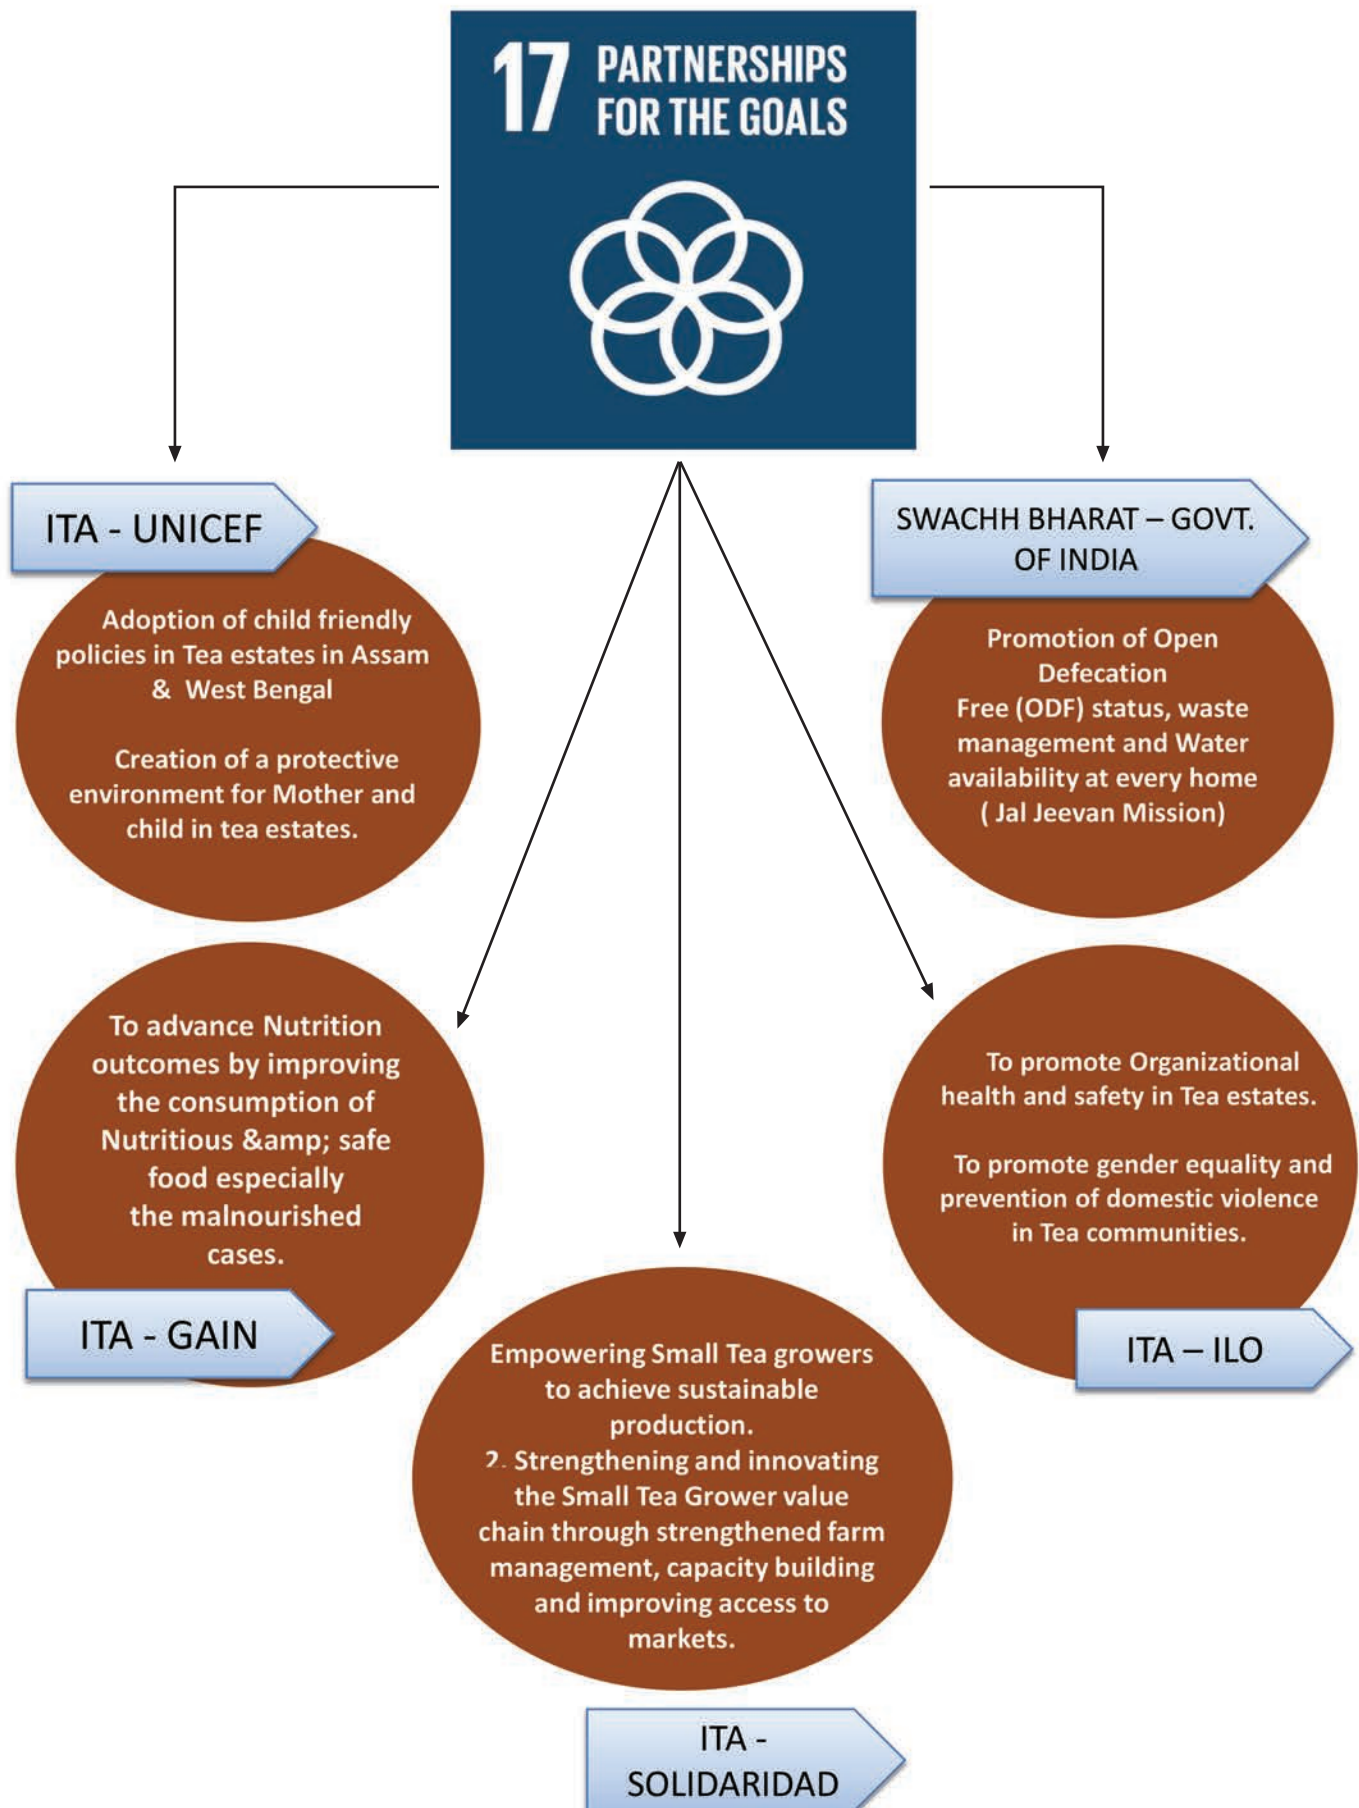 17 PARTNERSHIPS
FOR THE GOALS
ITA - UNICEF
Adoption of child friendly
policies in Tea estates in Assam
& West Bengal
Creation of a protective
environment for Mother and
child in tea estates.
SWACHH BHARAT – GOVT.
OF INDIA
Promotion of Open
Defecation
Free (ODF) status, waste
management and Water
availability at every home
( Jal Jeevan Mission)
To advance Nutrition
outcomes by improving
the consumption of
Nutritious &amp; safe
food especially
the malnourished
cases.
ITA - GAIN
To promote Organizational
health and safety in Tea estates.
To promote gender equality and
prevention of domestic violence
in Tea communities.
ITA – ILO
Empowering Small Tea growers
to achieve sustainable
production.
2. Strengthening and innovating
the Small Tea Grower value
chain through strengthened farm
management, capacity building
and improving access to
markets.
ITA -
SOLIDARIDAD